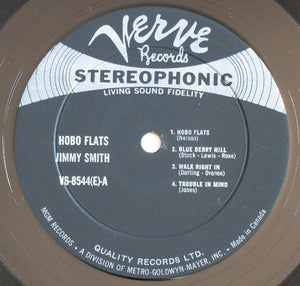 Verve
Records
STEREOPHONIC
LIVING SOUND FIDELITY
HOBO FLATS
JIMMY SMITH
V6-8544(E)-A
1. HOBO FLATS
(Nelson)
2. BLUE BERRY HILL
(Stock - Lewis - Rose)
3. WALK RIGHT IN
(Darling - Svanoe)
4. TROUBLE IN MIND
(Jones)
QUALITY RECORDS LTD.
MGM RECORDS • A DIVISION OF METRO-GOLDWYN-MAYER, INC. • Made in Canada